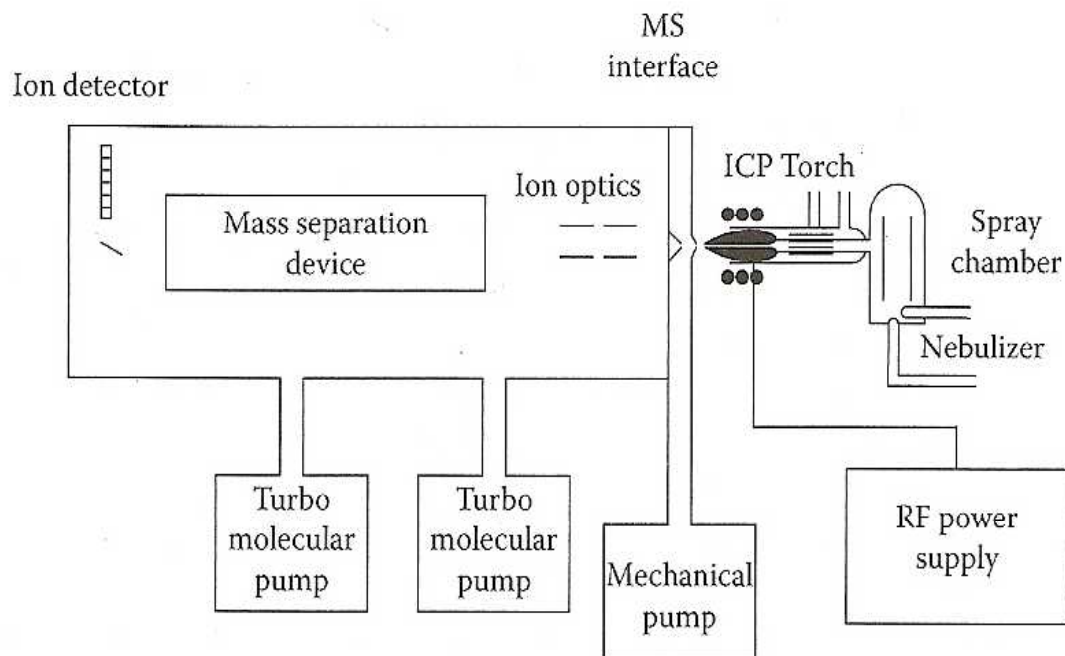 MS
interface
Ion detector
ICP Torch
Ion optics
Mass separation
device
Spray
chamber
Nebulizer
Turbo
molecular
pump
Turbo
molecular
pump
Mechanical
pump
RF power
supply